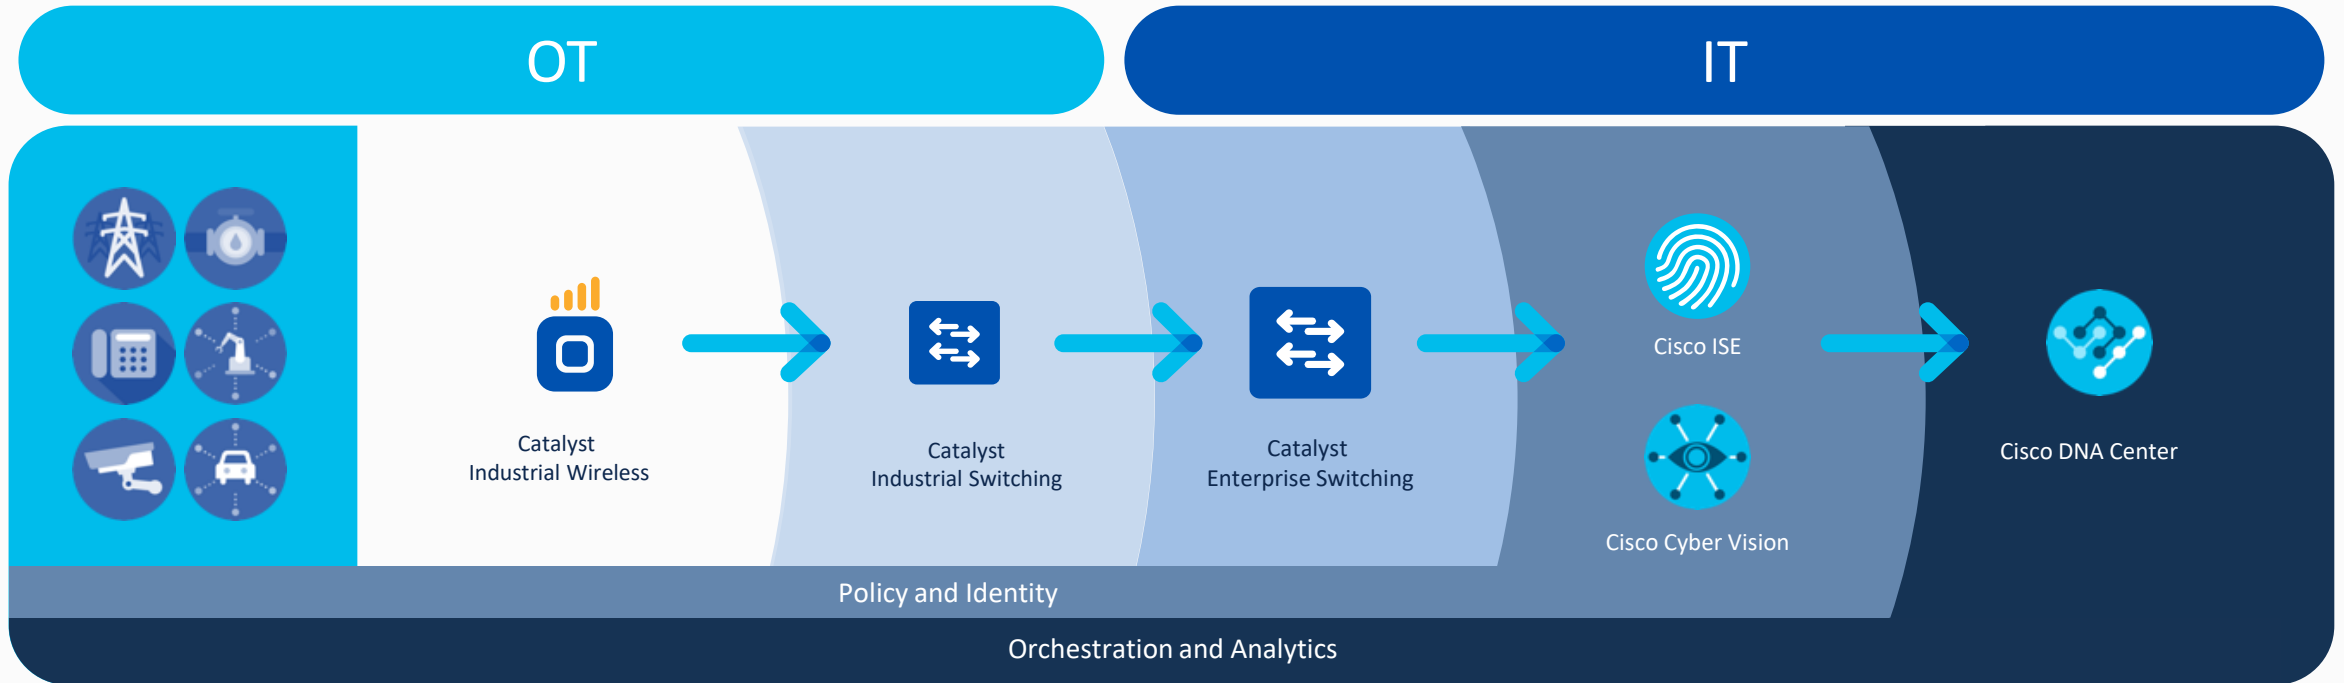 OT
IT
Catalyst
Industrial Wireless
Catalyst
Industrial Switching
Catalyst
Enterprise Switching
Cisco ISE
Cisco Cyber Vision
Cisco DNA Center
Policy and Identity
Orchestration and Analytics